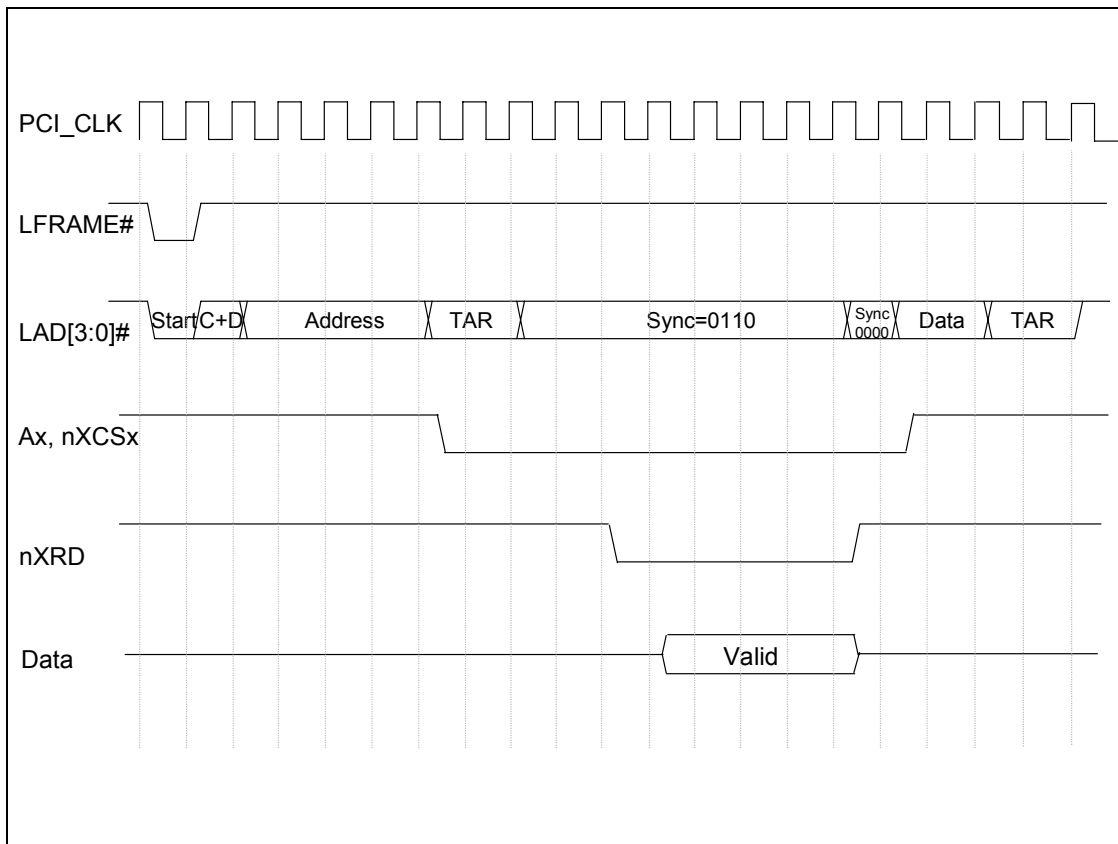 PCI_CLK
LFRAME#
LAD[3:0]#
Start
C+D
Address
TAR
Sync=0110
Sync
0000
Data
TAR
Ax, nXCSx
nXRD
Data
Valid